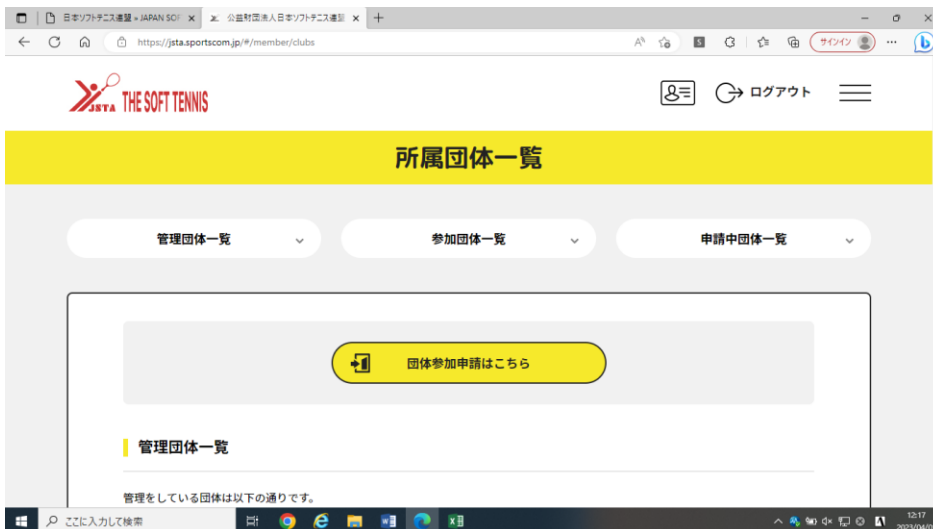 日本ソフトテニス連盟 » JAPAN SOF
公益財団法人日本ソフトテニス連盟
https://jsta.sportscom.jp/#/member/clubs
サインイン
JSTA THE SOFT TENNIS
ログアウト
所属団体一覧
管理団体一覧
参加団体一覧
申請中団体一覧
団体参加申請はこちら
管理団体一覧
管理をしている団体は以下の通りです。
ここに入力して検索
12:17